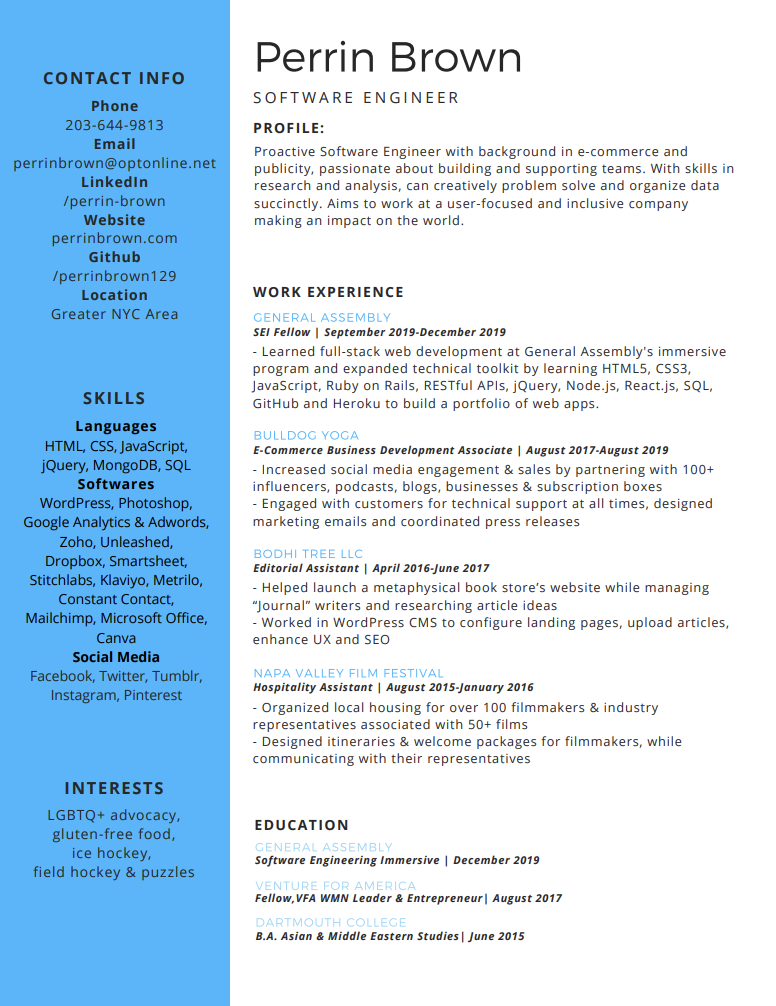 CONTACT INFO
Phone
203-644-9813
Email
perrinbrown@optonline.net
LinkedIn
/perrin-brown
Website
perrinbrown.com
Github
/perrinbrown129
Location
Greater NYC Area
SKILLS
Languages
HTML, CSS, JavaScript,
jQuery, MongoDB, SQL
Softwares
WordPress, Photoshop,
Google Analytics & Adwords,
Zoho, Unleashed,
Dropbox, Smartsheet,
Stitchlabs, Klaviyo, Metrilo,
Constant Contact,
Mailchimp, Microsoft Office,
Canva
Social Media
Facebook, Twitter, Tumblr,
Instagram, Pinterest
INTERESTS
LGBTQ+ advocacy,
gluten-free food,
ice hockey,
field hockey & puzzles
Perrin Brown
SOFTWARE ENGINEER
PROFILE:
Proactive Software Engineer with background in e-commerce and
publicity, passionate about building and supporting teams. With skills in
research and analysis, can creatively problem solve and organize data
succinctly. Aims to work at a user-focused and inclusive company
making an impact on the world.
WORK EXPERIENCE
GENERAL ASSEMBLY
SEI Fellow | September 2019-December 2019
- Learned full-stack web development at General Assembly's immersive
program and expanded technical toolkit by learning HTML5, CSS3,
JavaScript, Ruby on Rails, RESTful APIs, jQuery, Node.js, React.js, SQL,
GitHub and Heroku to build a portfolio of web apps.
BULLDOG YOGA
E-Commerce Business Development Associate | August 2017-August 2019
- Increased social media engagement & sales by partnering with 100+
influencers, podcasts, blogs, businesses & subscription boxes
- Engaged with customers for technical support at all times, designed
marketing emails and coordinated press releases
BODHI TREE LLC
Editorial Assistant | April 2016-June 2017
- Helped launch a metaphysical book store’s website while managing
“Journal” writers and researching article ideas
- Worked in WordPress CMS to configure landing pages, upload articles,
enhance UX and SEO
NAPA VALLEY FILM FESTIVAL
Hospitality Assistant | August 2015-January 2016
- Organized local housing for over 100 filmmakers & industry
representatives associated with 50+ films
- Designed itineraries & welcome packages for filmmakers, while
communicating with their representatives
EDUCATION
GENERAL ASSEMBLY
Software Engineering Immersive | December 2019
VENTURE FOR AMERICA
Fellow,VFA WMN Leader & Entrepreneur| August 2017
DARTMOUTH COLLEGE
B.A. Asian & Middle Eastern Studies| June 2015